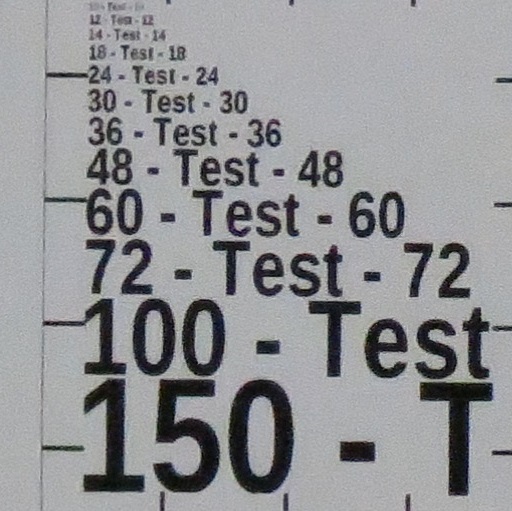 12 - Test - 12
14 - Test - 14
18 - Test - 18
24 - Test - 24
30 - Test - 30
36 - Test - 36
48 - Test - 48
60 - Test - 60
72 - Test - 72
100 - Test
150 - T